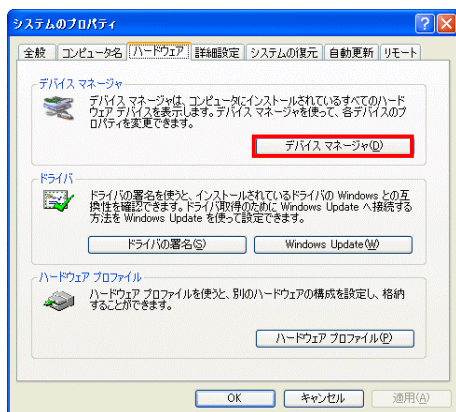 システムのプロパティ
全般 コンピュータ名 ハードウェア 詳細設定 システムの復元 自動更新 リモート
デバイス マネージャ
デバイス マネージャは、コンピュータにインストールされているすべてのハード
ウェア デバイスを表示します。デバイス マネージャを使って、各デバイスのプ
ロパティを変更できます。
デバイス マネージャ(D)
ドライバ
ドライバの署名を使うと、インストールされているドライバの Windows との互
換性を確認できます。ドライバ取得のために Windows Update へ接続する
方法を Windows Update を使って設定できます。
ドライバの署名(S) Windows Update(W)
ハードウェア プロファイル
ハードウェア プロファイルを使うと、別のハードウェアの構成を設定し、格納
することができます。
ハードウェア プロファイル(P)
OK キャンセル 適用(A)